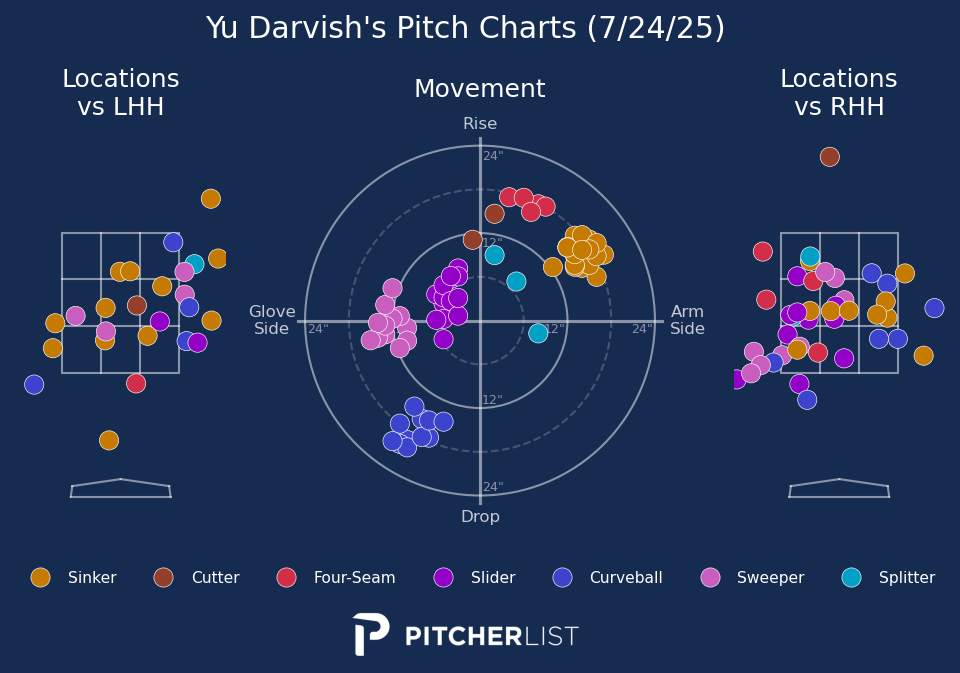 Yu Darvish's Pitch Charts (7/24/25)
Locations
vs LHH
Movement
Locations
vs RHH
Rise
24"
12"
Glove
Side
24"
12"
24"
Arm
Side
12"
24"
Drop
Sinker
Cutter
Four-Seam
Slider
Curveball
Sweeper
Splitter
PITCHERLIST